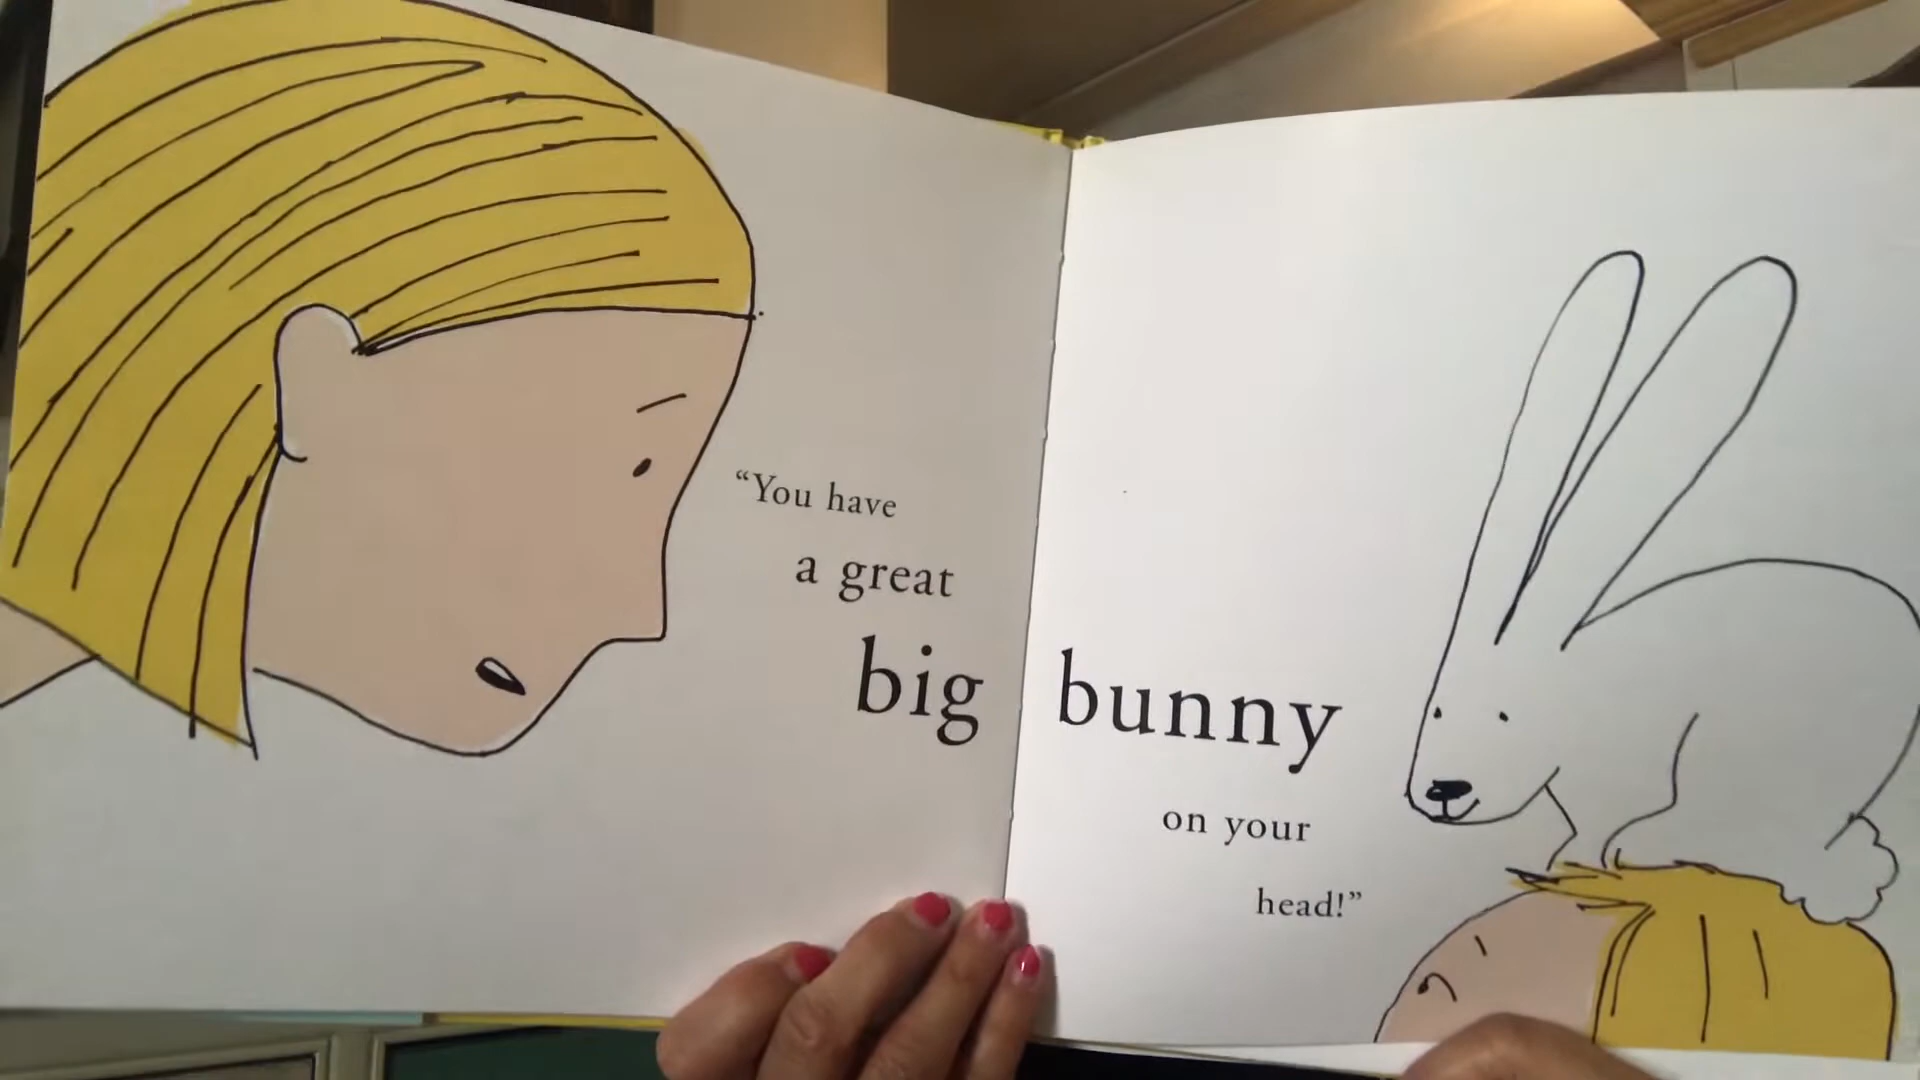 “You have
a great
big bunny
on your
head!”